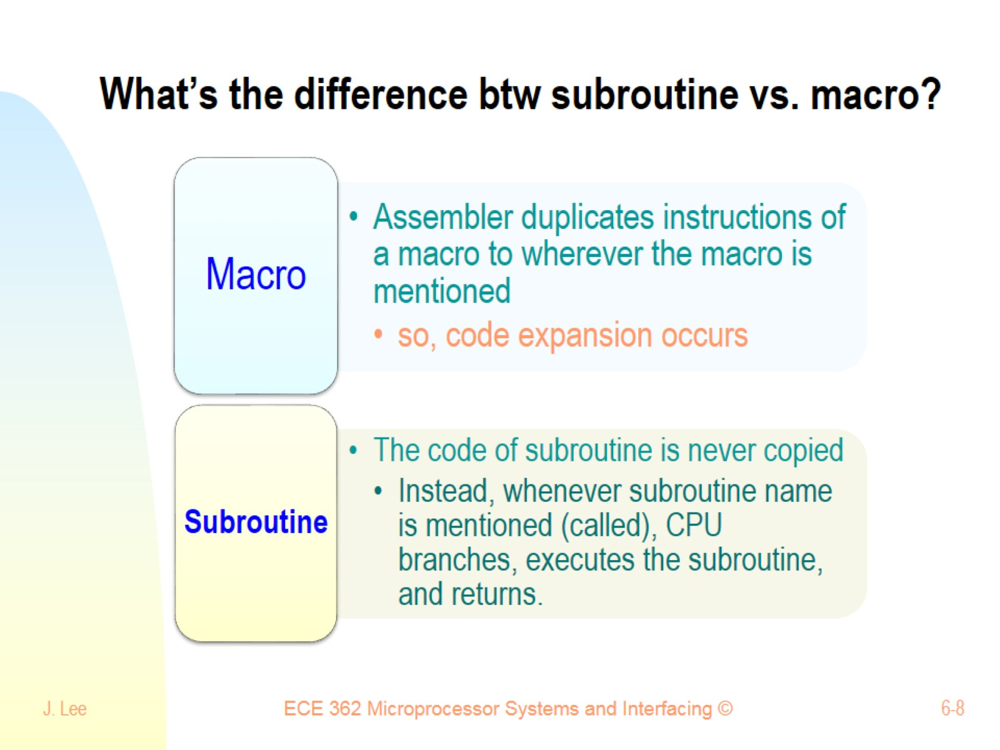 What’s the difference btw subroutine vs. macro?
Macro
• Assembler duplicates instructions of
a macro to wherever the macro is
mentioned
• so, code expansion occurs
Subroutine
• The code of subroutine is never copied
• Instead, whenever subroutine name
is mentioned (called), CPU
branches, executes the subroutine,
and returns.
J. Lee
ECE 362 Microprocessor Systems and Interfacing ©
6-8